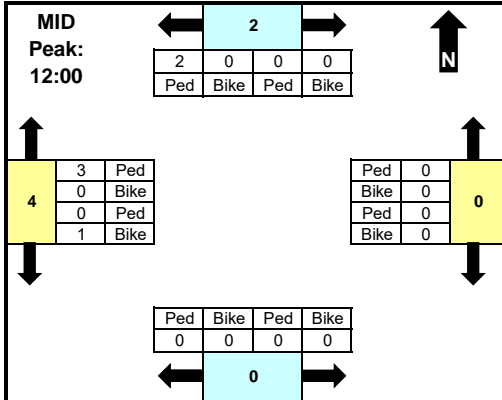 MID
Peak:
12:00
2
N
2 0 0 0
Ped Bike Ped Bike
4
3 Ped
0 Bike
0 Ped
1 Bike
Ped 0
Bike 0
Ped 0
Bike 0
0
Ped Bike Ped Bike
0 0 0 0
0